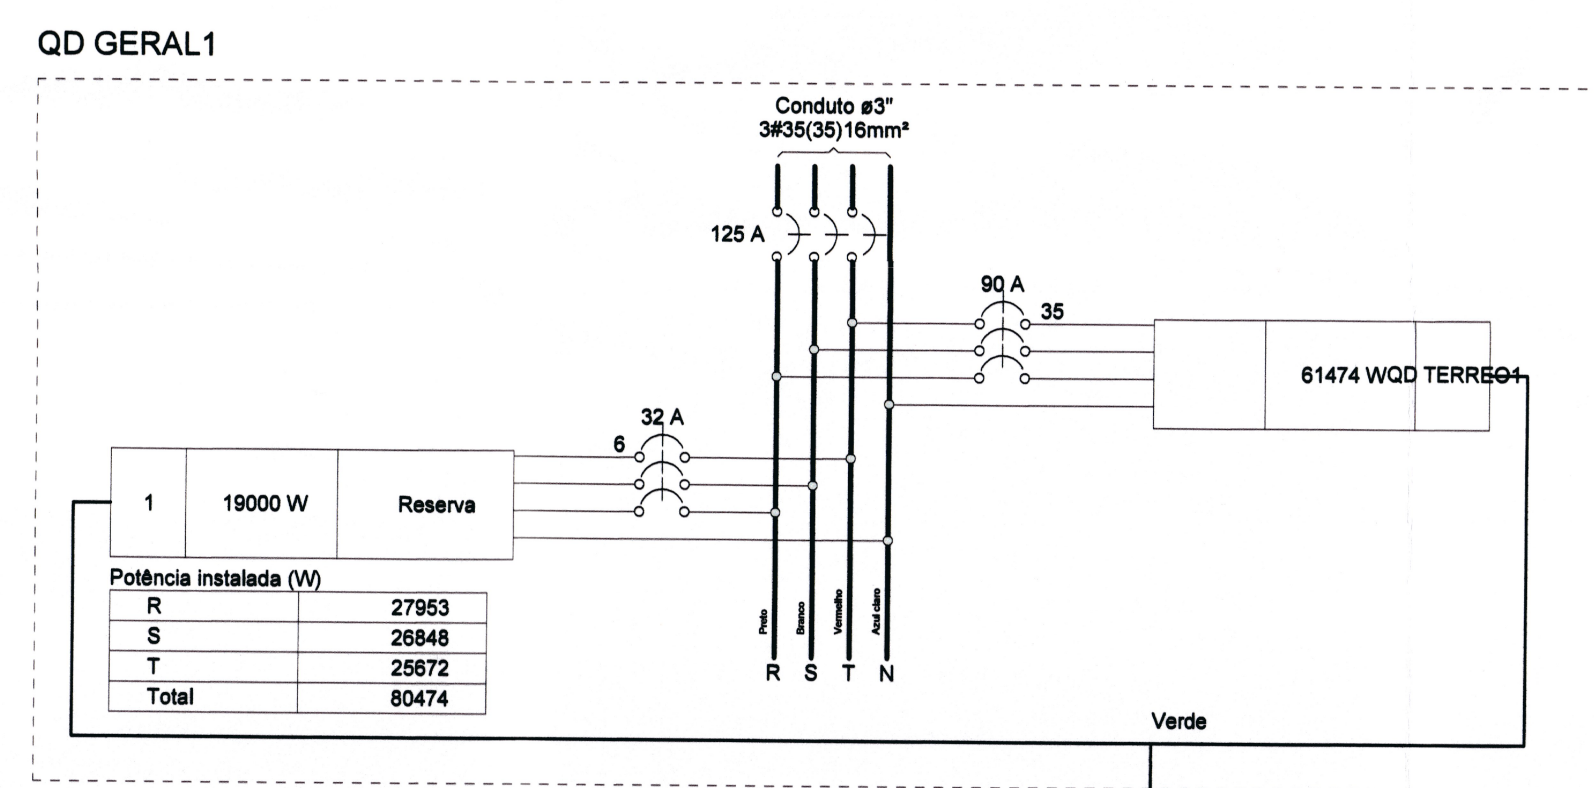 QD GERAL1
Conduto ø3"
3#35(35)16mm²
125 A
90 A
35
61474 WQD TERREO1
32 A
6
1 19000 W Reserva
Potência instalada (W)
R 27953
S 26848
T 25672
Total 80474
Preto
Branco
Vermelho
Azul claro
R S T N
Verde